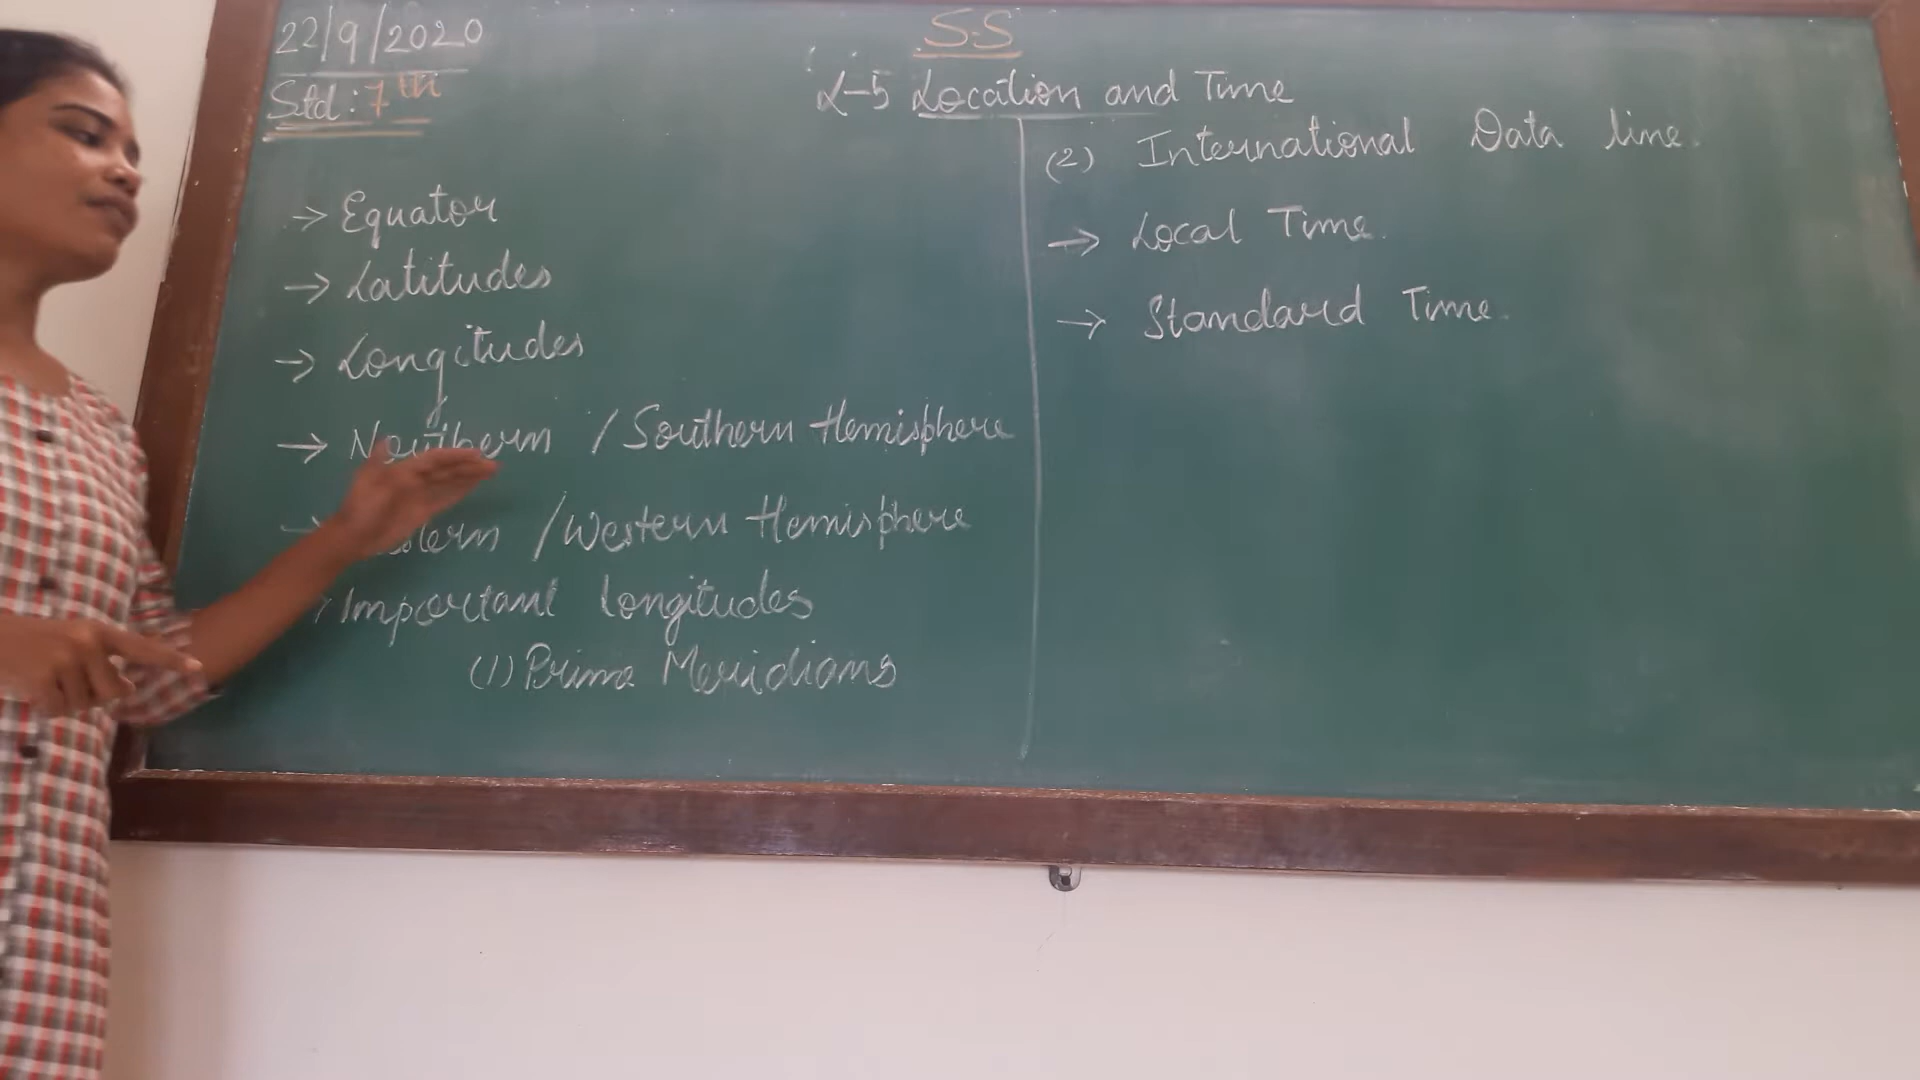 22/9/2020
Std: 7th
S.S
L-5 Location and Time
→ Equator
→ Latitudes
→ Longitudes
→ Northern / Southern Hemisphere
/ Western Hemisphere
Important longitudes
(1) Prime Meridians
(2) International Data line.
→ Local Time.
→ Standard Time.